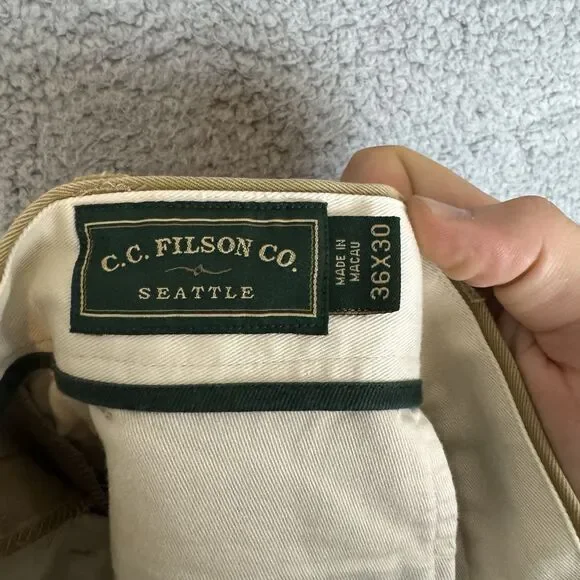 C.C. FILSON CO.
SEATTLE
MADE IN
MACAU
36X30